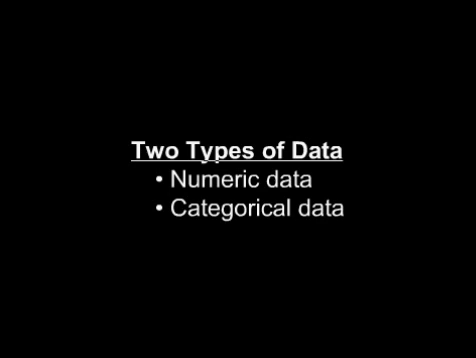 Two Types of Data
• Numeric data
• Categorical data